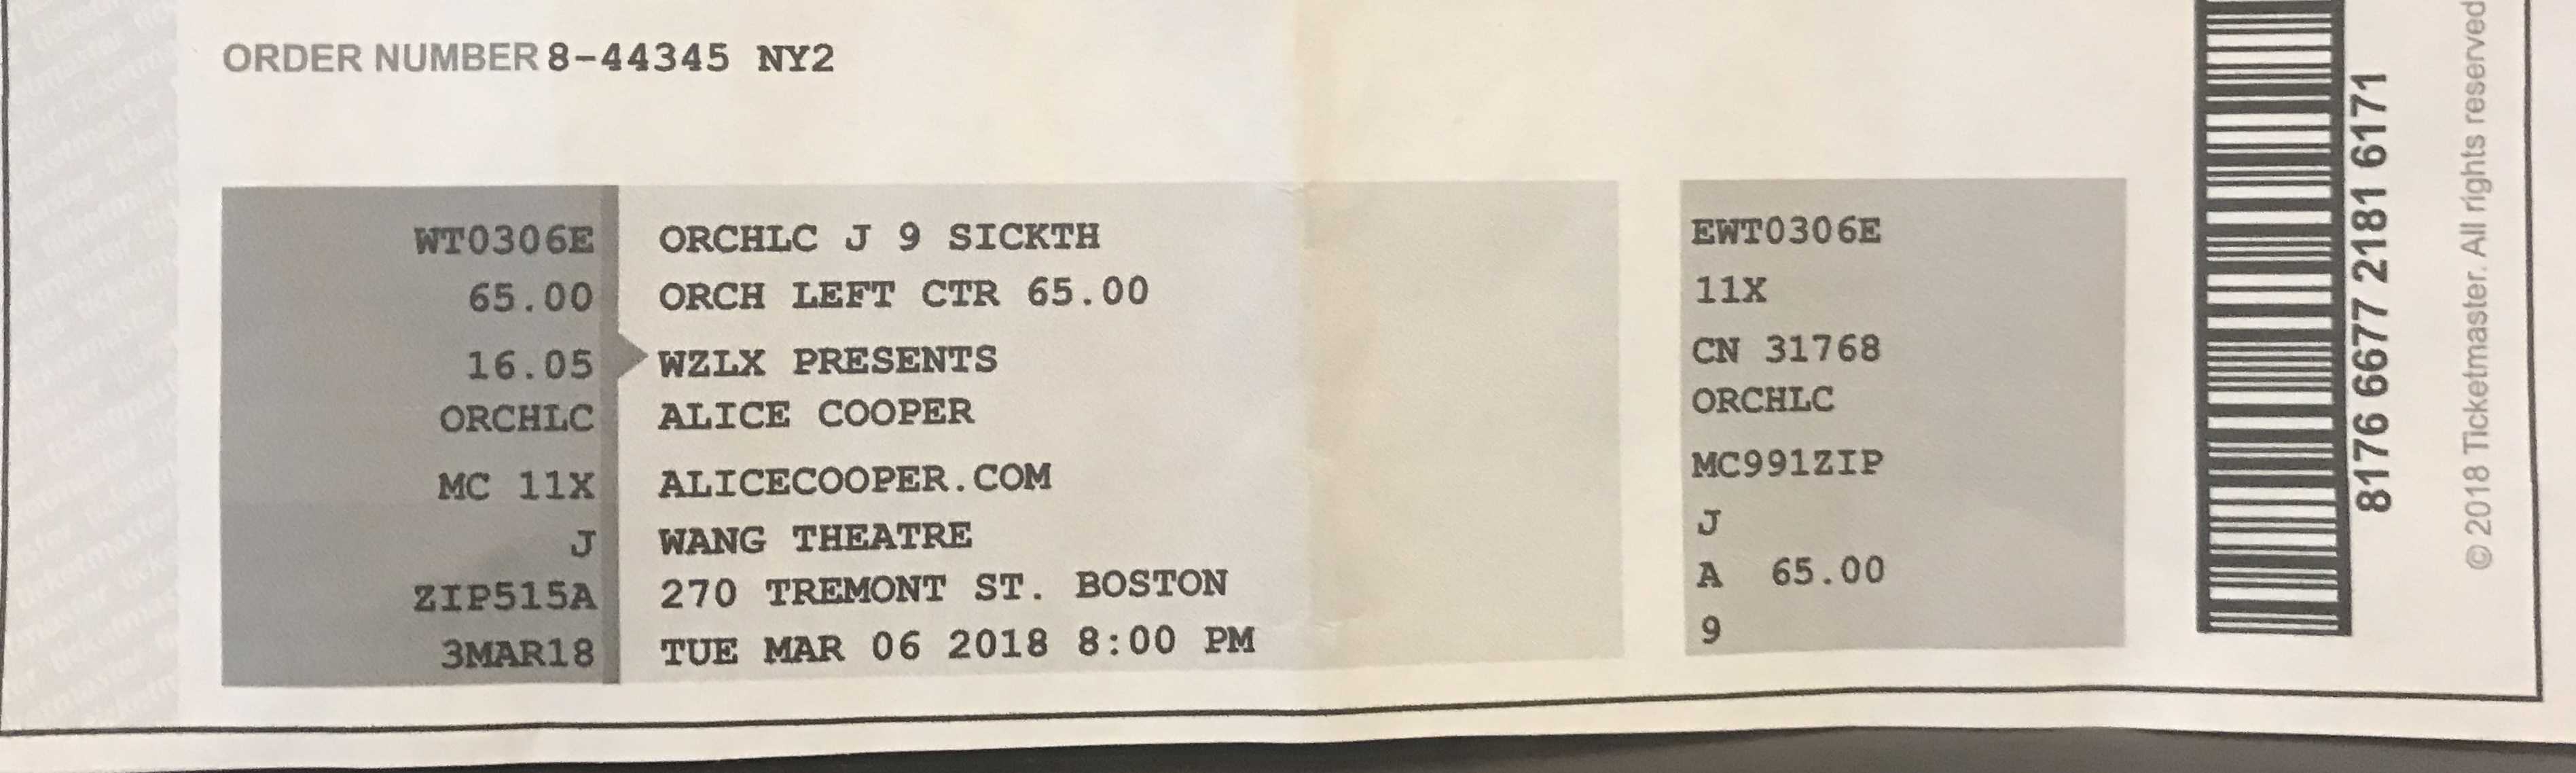 ORDER NUMBER 8-44345 NY2
WT0306E
65.00
16.05
ORCHLC
MC 11X
J
ZIP515A
3MAR18
ORCHLC J 9 SICKTH
ORCH LEFT CTR 65.00
WZLX PRESENTS
ALICE COOPER
ALICECOOPER.COM
WANG THEATRE
270 TREMONT ST. BOSTON
TUE MAR 06 2018 8:00 PM
EWT0306E
11X
CN 31768
ORCHLC
MC991ZIP
J
A 65.00
9
8176 6677 2181 6171
© 2018 Ticketmaster. All rights reserved